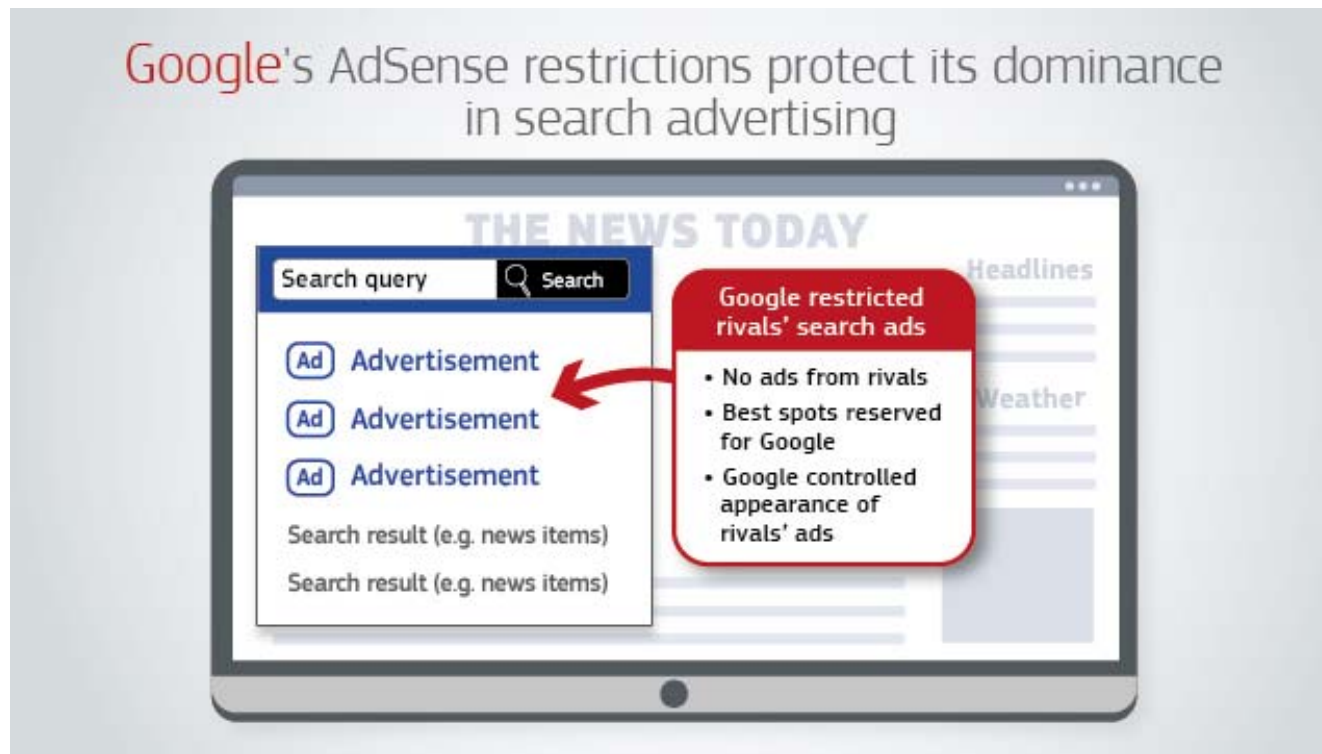 Google's AdSense restrictions protect its dominance
in search advertising
THE NEWS TODAY
Search query
Search
Ad Advertisement
Ad Advertisement
Ad Advertisement
Search result (e.g. news items)
Search result (e.g. news items)
Google restricted
rivals' search ads
• No ads from rivals
• Best spots reserved
for Google
• Google controlled
appearance of
rivals' ads
Headlines
Weather